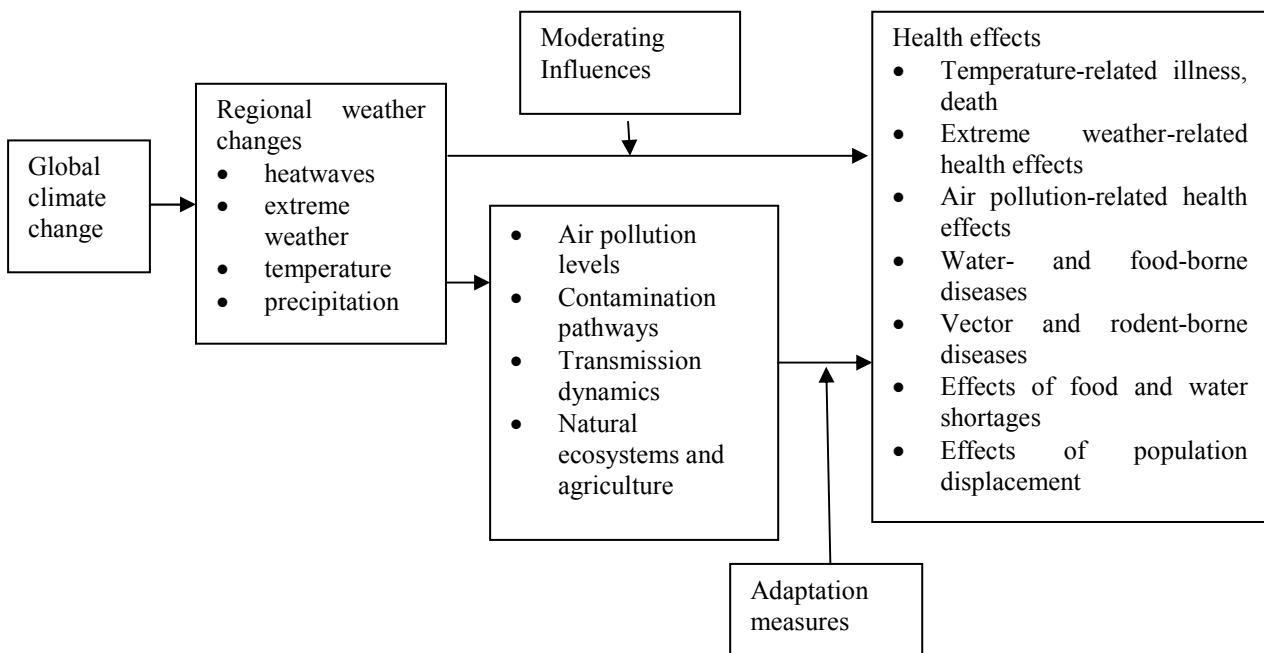 Global
climate
change
Regional weather
changes
• heatwaves
• extreme
weather
• temperature
• precipitation
Moderating
Influences
• Air pollution
levels
• Contamination
pathways
• Transmission
dynamics
• Natural
ecosystems and
agriculture
Adaptation
measures
Health effects
• Temperature-related illness,
death
• Extreme weather-related
health effects
• Air pollution-related health
effects
• Water- and food-borne
diseases
• Vector and rodent-borne
diseases
• Effects of food and water
shortages
• Effects of population
displacement